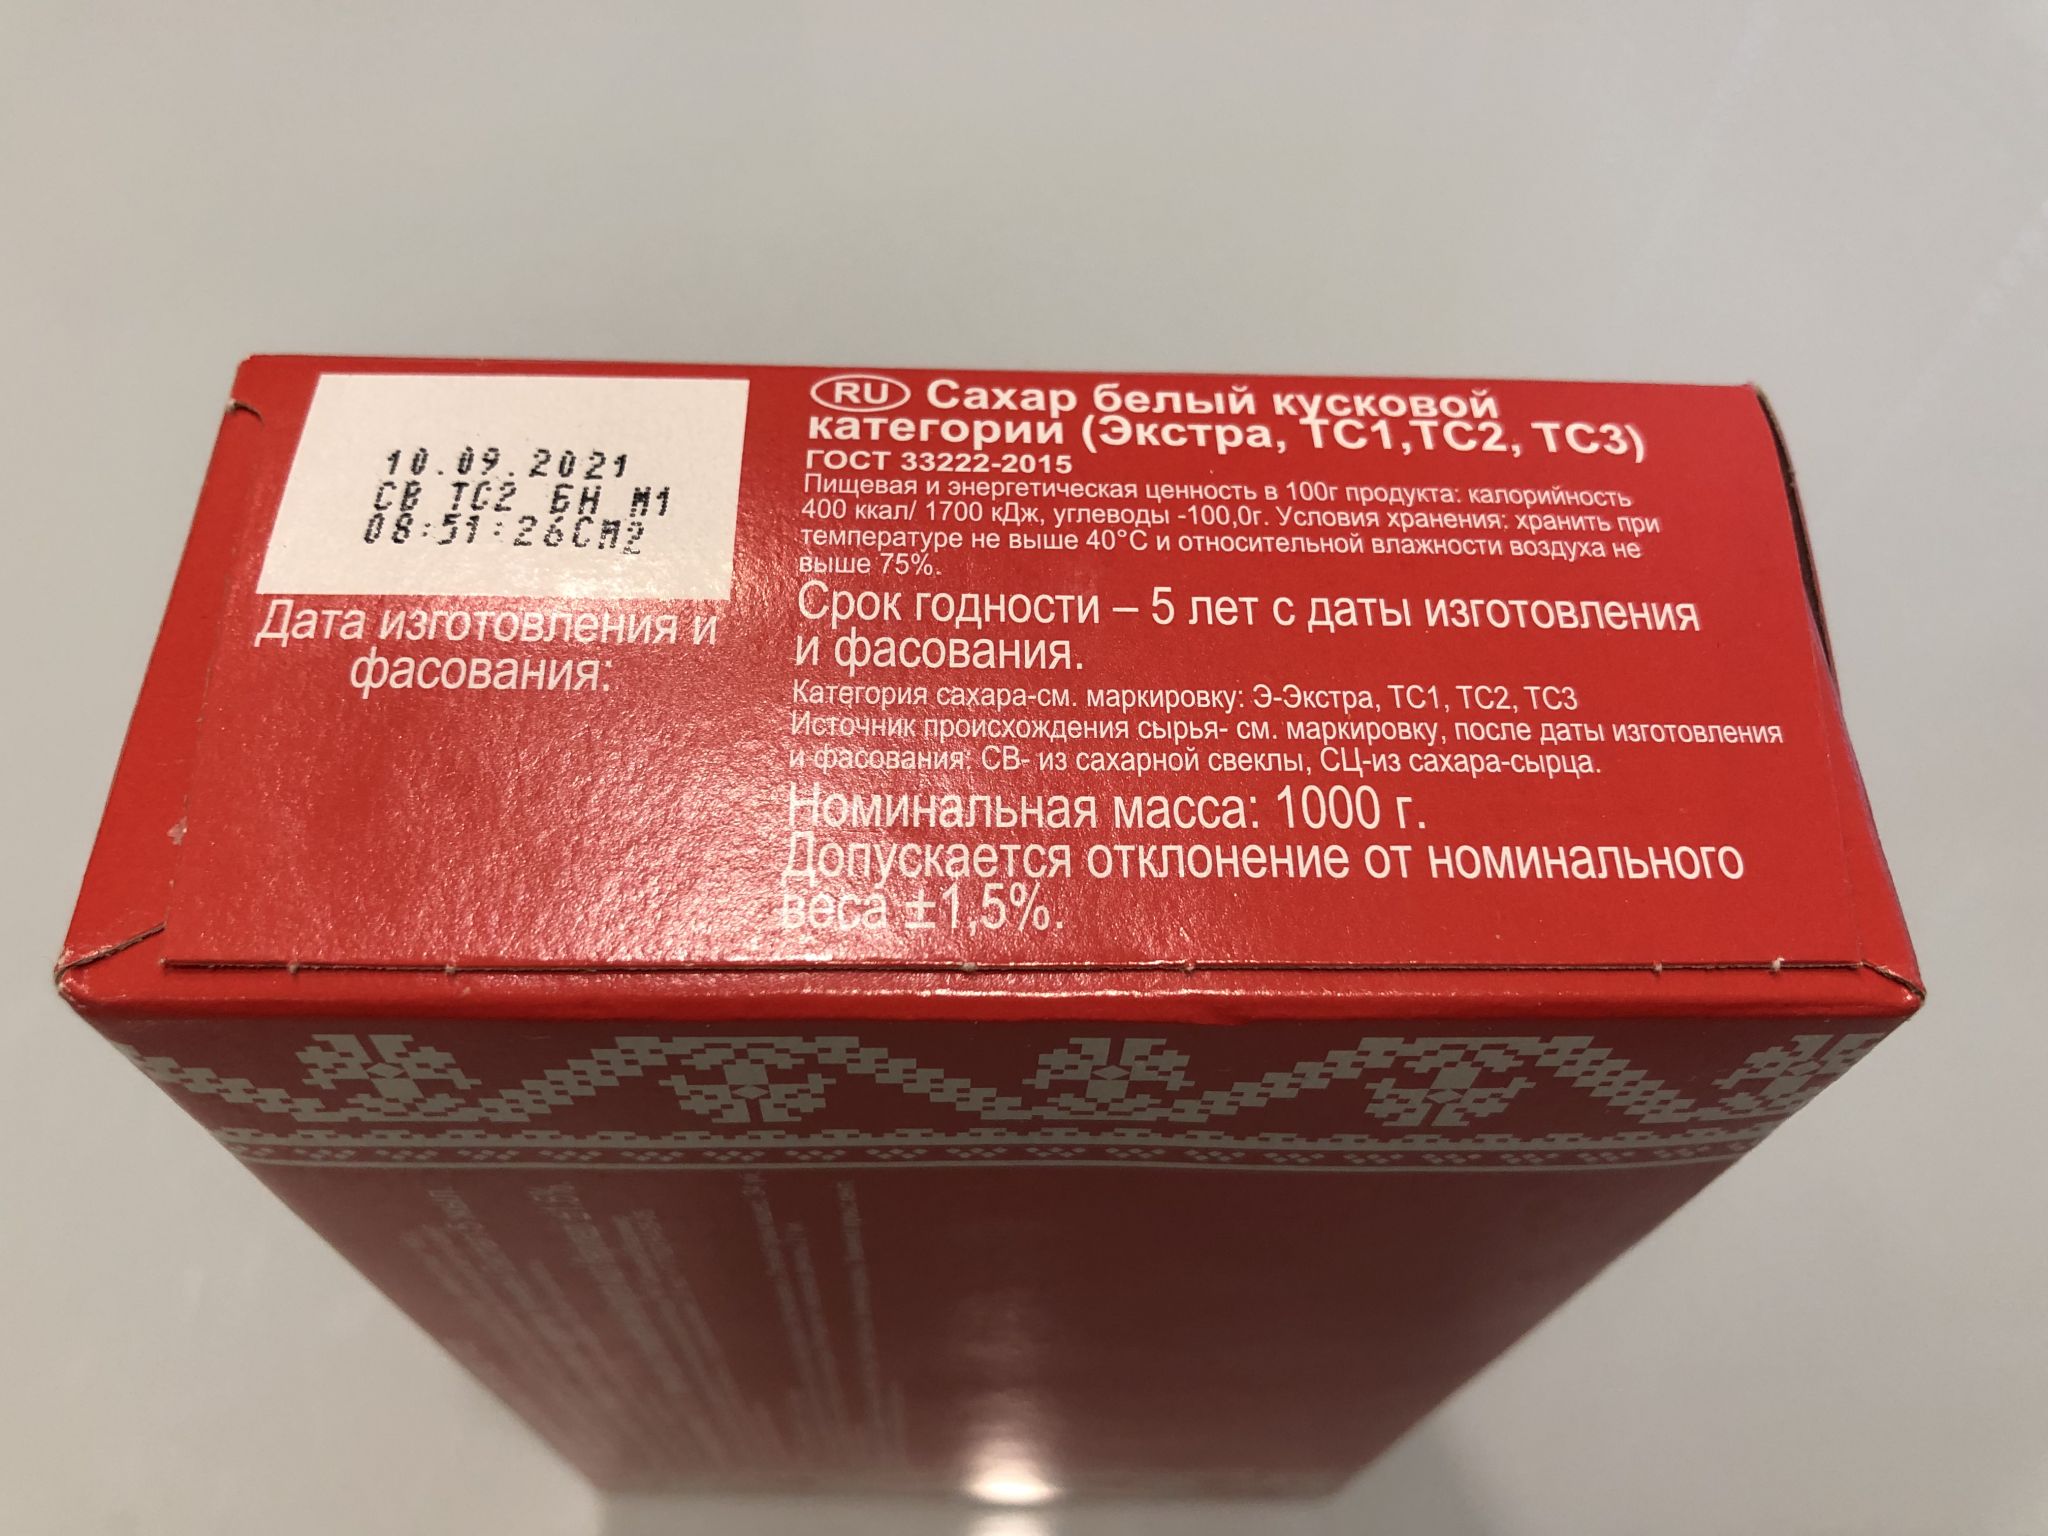 10.09.2021
СВ ТС2 БН М1
08:51:26СМ2
Дата изготовления и
фасования:
RU Сахар белый кусковой
категории (Экстра, ТС1,ТС2, ТС3)
ГОСТ 33222-2015
Пищевая и энергетическая ценность в 100г продукта: калорийность
400 ккал/ 1700 кДж, углеводы -100,0г. Условия хранения: хранить при
температуре не выше 40°С и относительной влажности воздуха не
выше 75%.
Срок годности – 5 лет с даты изготовления
и фасования.
Категория сахара-см. маркировку: Э-Экстра, ТС1, ТС2, ТС3
Источник происхождения сырья- см. маркировку, после даты изготовления
и фасования: СВ- из сахарной свеклы, СЦ-из сахара-сырца.
Номинальная масса: 1000 г.
Допускается отклонение от номинального
веса ±1,5%.